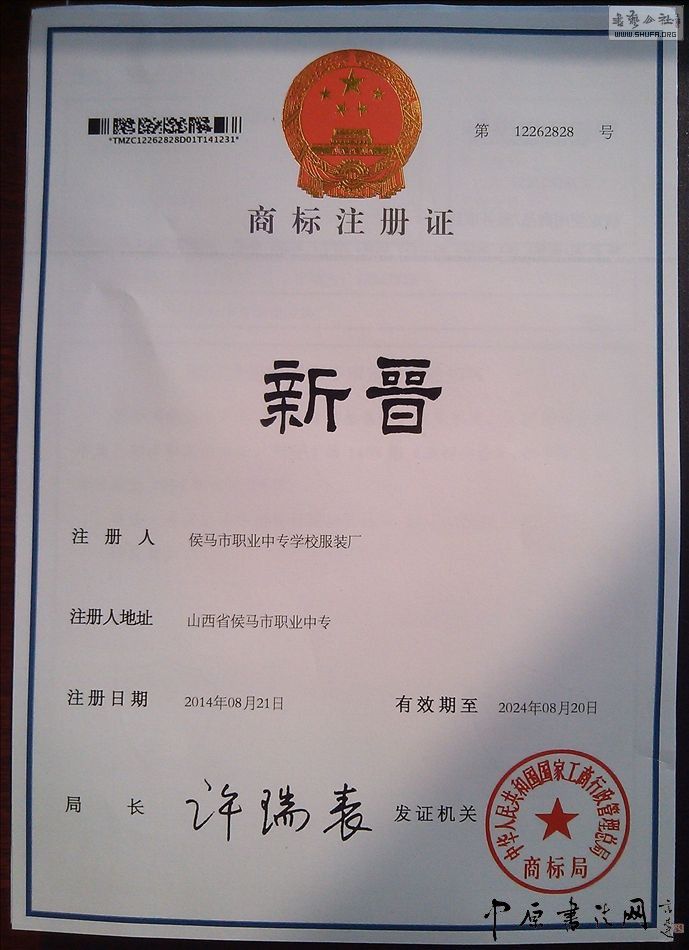 书艺公社
WWW.SHUFA.ORG
第 12262828 号
*TMZC12262828D01T141231*
商标注册证
新晋
注册人 侯马市职业中专学校服装厂
注册人地址 山西省侯马市职业中专
注册日期 2014年08月21日 有效期至 2024年08月20日
局长 许瑞表 发证机关
中华人民共和国国家工商行政管理总局
商标局
中原书法网